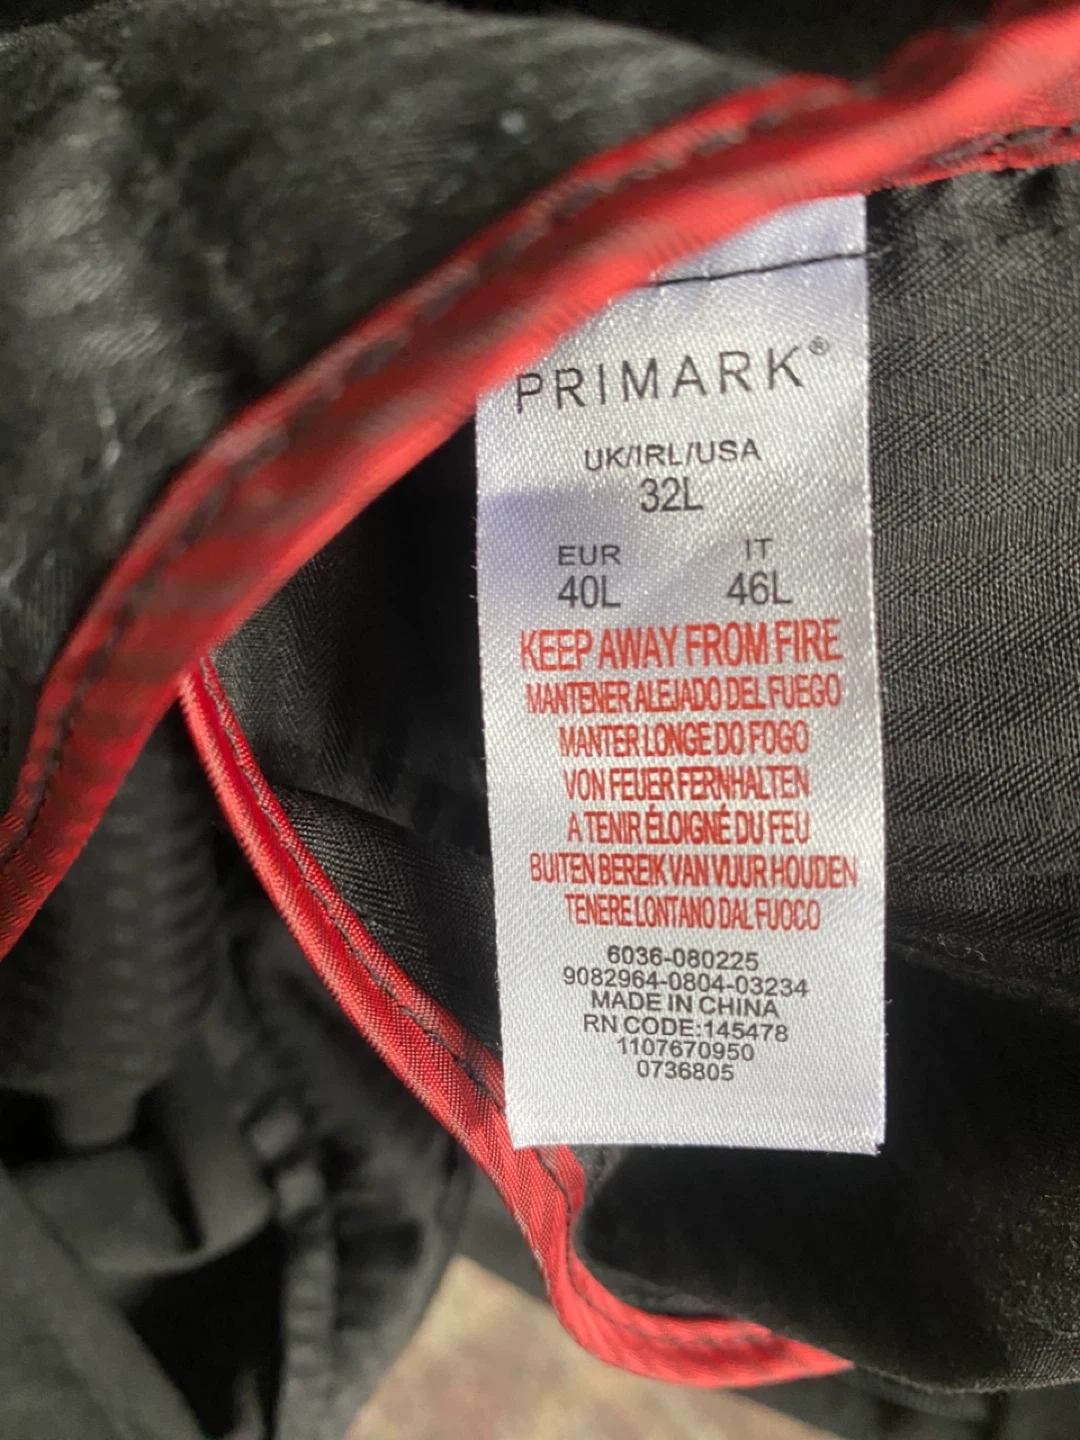 PRIMARK®
UK/IRL/USA
32L
EUR IT
40L 46L
KEEP AWAY FROM FIRE
MANTENER ALEJADO DEL FUEGO
MANTER LONGE DO FOGO
VON FEUER FERNHALTEN
A TENIR ÉLOIGNÉ DU FEU
BUITEN BEREIK VAN VUUR HOUDEN
TENERE LONTANO DAL FUOCO
6036-080225
9082964-0804-03234
MADE IN CHINA
RN CODE:145478
1107670950
0736805